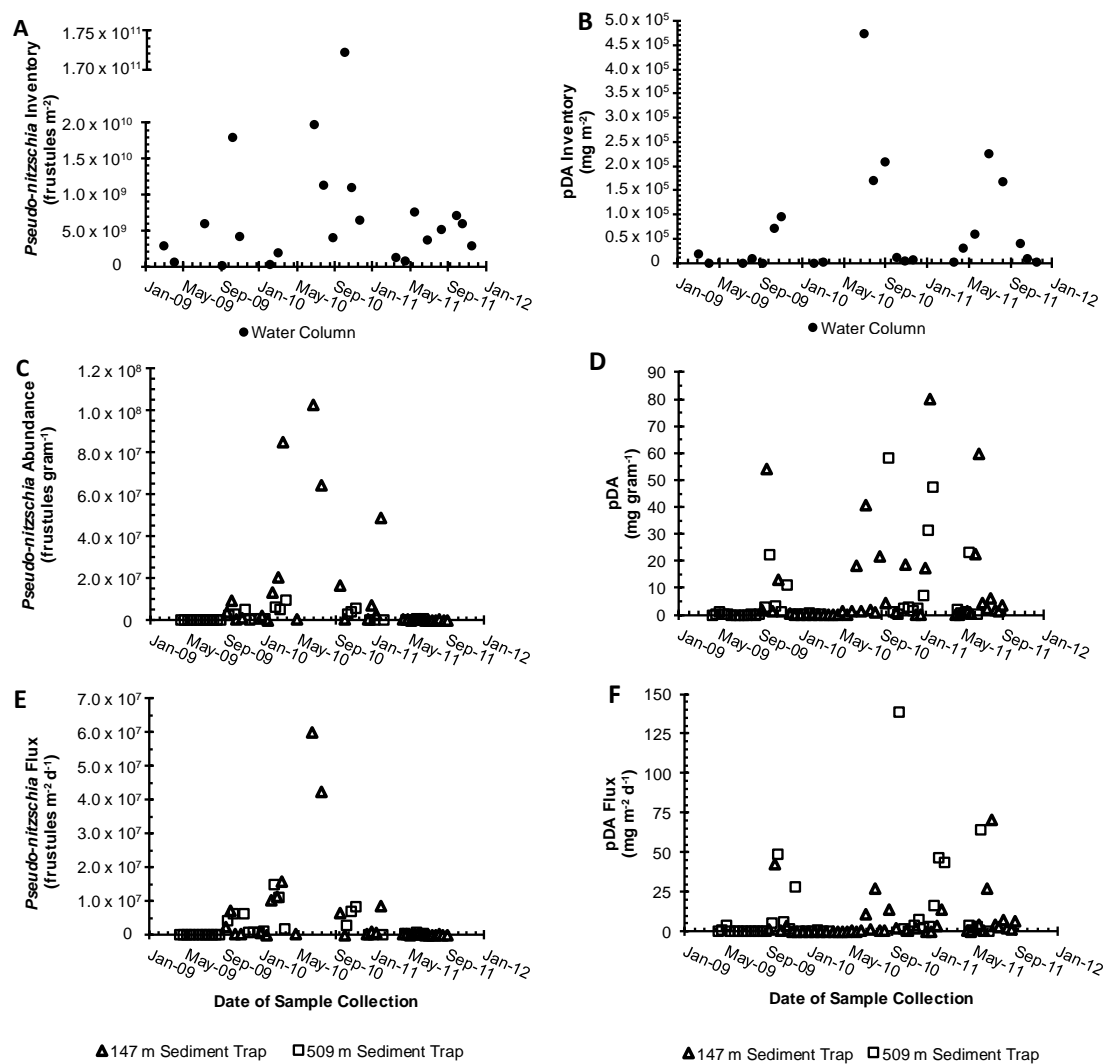 A
Pseudo-nitzschia Inventory
(frustules m-2)
1.75 x 10¹¹
1.70 x 10¹¹
2.0 x 10¹⁰
1.5 x 10¹⁰
1.0 x 10⁹
5.0 x 10⁹
0
Jan-09
May-09
Sep-09
Jan-10
May-10
Sep-10
Jan-11
May-11
Sep-11
Jan-12
Water Column
B
pDA Inventory
(mg m-2)
5.0 x 10⁵
4.5 x 10⁵
4.0 x 10⁵
3.5 x 10⁵
3.0 x 10⁵
2.5 x 10⁵
2.0 x 10⁵
1.5 x 10⁵
1.0 x 10⁵
0.5 x 10⁵
0
Jan-09
May-09
Sep-09
Jan-10
May-10
Sep-10
Jan-11
May-11
Sep-11
Jan-12
Water Column
C
Pseudo-nitzschia Abundance
(frustules gram-1)
1.2 x 10⁸
1.0 x 10⁸
8.0 x 10⁷
6.0 x 10⁷
4.0 x 10⁷
2.0 x 10⁷
0
Jan-09
May-09
Sep-09
Jan-10
May-10
Sep-10
Jan-11
May-11
Sep-11
Jan-12
D
pDA
(mg gram-1)
90
80
70
60
50
40
30
20
10
0
Jan-09
May-09
Sep-09
Jan-10
May-10
Sep-10
Jan-11
May-11
Sep-11
Jan-12
E
Pseudo-nitzschia Flux
(frustules m-2 d-1)
7.0 x 10⁷
6.0 x 10⁷
5.0 x 10⁷
4.0 x 10⁷
3.0 x 10⁷
2.0 x 10⁷
1.0 x 10⁷
0
Jan-09
May-09
Sep-09
Jan-10
May-10
Sep-10
Jan-11
May-11
Sep-11
Jan-12
Date of Sample Collection
147 m Sediment Trap
509 m Sediment Trap
F
pDA Flux
(mg m-2 d-1)
150
125
100
75
50
25
0
Jan-09
May-09
Sep-09
Jan-10
May-10
Sep-10
Jan-11
May-11
Sep-11
Jan-12
Date of Sample Collection
147 m Sediment Trap
509 m Sediment Trap